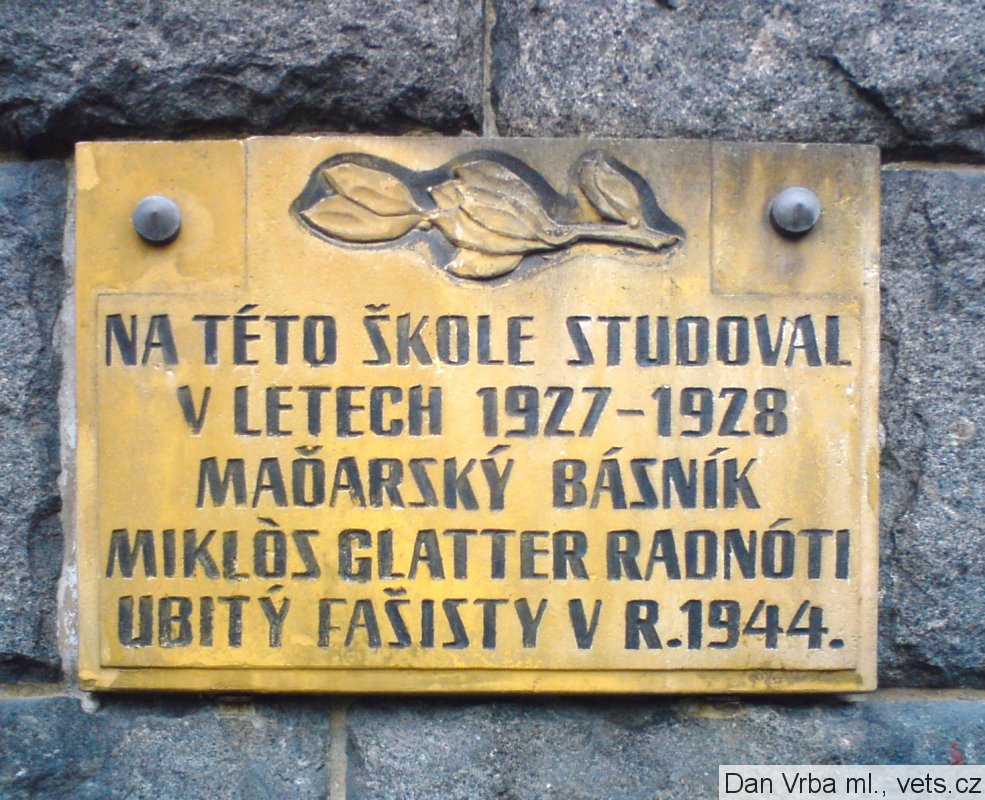 NA TÉTO ŠKOLE STUDOVAL
V LETECH 1927-1928
MAĎARSKÝ BÁSNÍK
MIKLÒS GLATTER RADNÓTI
UBITÝ FAŠISTY V R.1944.
Dan Vrba ml., vets.cz